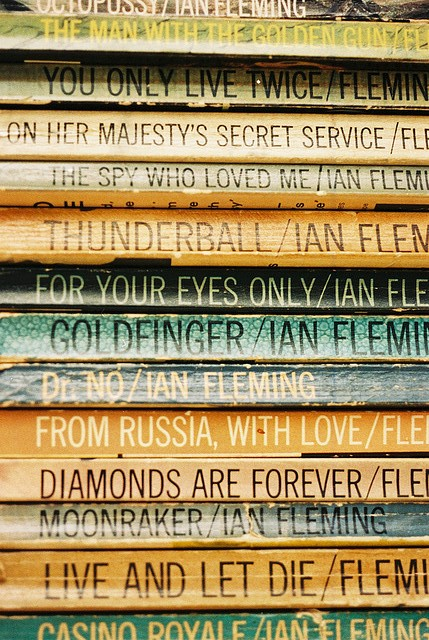 OCTOPUSSY/IAN FLEMING
THE MAN WITH THE GOLDEN GUN/FL
YOU ONLY LIVE TWICE/FLEMIN
ON HER MAJESTY'S SECRET SERVICE/FLE
THE SPY WHO LOVED ME/IAN FLEMI
THUNDERBALL/IAN FLEM
FOR YOUR EYES ONLY/IAN FLE
GOLDFINGER/IAN FLEMIN
Dr. NO/IAN FLEMING
FROM RUSSIA, WITH LOVE/FLE
DIAMONDS ARE FOREVER/FLE
MOONRAKER/IAN FLEMING
LIVE AND LET DIE/FLEMI
CASINO ROYALE/IAN FLEMING